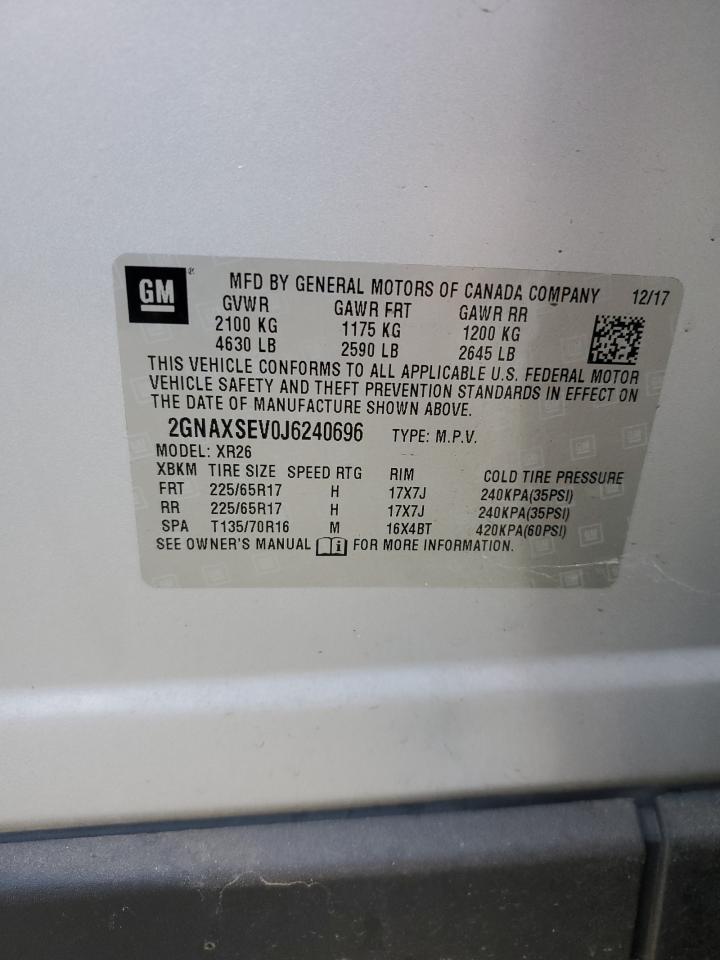 GM ® MFD BY GENERAL MOTORS OF CANADA COMPANY 12/17
GVWR GAWR FRT GAWR RR
2100 KG 1175 KG 1200 KG
4630 LB 2590 LB 2645 LB
THIS VEHICLE CONFORMS TO ALL APPLICABLE U.S. FEDERAL MOTOR
VEHICLE SAFETY AND THEFT PREVENTION STANDARDS IN EFFECT ON
THE DATE OF MANUFACTURE SHOWN ABOVE.
2GNAXSEV0J6240696 TYPE: M.P.V.
MODEL: XR26
XBKM TIRE SIZE SPEED RTG RIM COLD TIRE PRESSURE
FRT 225/65R17 H 17X7J 240KPA(35PSI)
RR 225/65R17 H 17X7J 240KPA(35PSI)
SPA T135/70R16 M 16X4BT 420KPA(60PSI)
SEE OWNER'S MANUAL i FOR MORE INFORMATION.